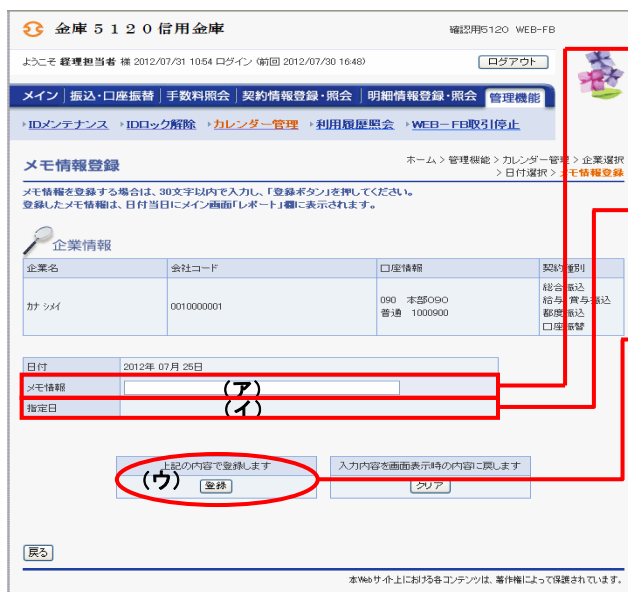 金庫5120信用金庫
確認用5120 WEB-FB
ようこそ 経理担当者 様 2012/07/31 10:54 ログイン (前回 2012/07/30 16:48)
ログアウト
メイン 振込・口座振替 手数料照会 契約情報登録・照会 明細情報登録・照会 管理機能
IDメンテナンス IDロック解除 カレンダー管理 利用履歴照会 WEB-FB取引停止
メモ情報登録
ホーム > 管理機能 > カレンダー管理 > 企業選択
> 日付選択 > メモ情報登録
メモ情報を登録する場合は、30文字以内で入力し、「登録ボタン」を押してください。
登録したメモ情報は、日付当日にメイン画面「レポート」欄に表示されます。
企業情報
企業名 会社コード 口座情報 契約種別
カナ シメイ 0010000001
090 本部090
普通 1000900
総合振込
給与・賞与振込
都度振込
口座振替
日付 2012年 07月 25日
メモ情報 (ア)
指定日 (イ)
上記の内容で登録します 入力内容を画面表示時の内容に戻します
(ウ) 登録 クリア
戻る
本Webサイト上における各コンテンツは、著作権によって保護されています。